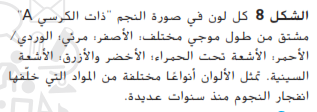 الشكل 8 كل لون في صورة النجم "ذات الكرسي A"
مشتق من طول موجي مختلف: الأصفر: مرئي؛ الوردي/
الأحمر: الأشعة تحت الحمراء؛ الأخضر والأزرق: الأشعة
السينية. تمثل الألوان أنواعًا مختلفة من المواد التي خلفها
انفجار النجوم منذ سنوات عديدة.